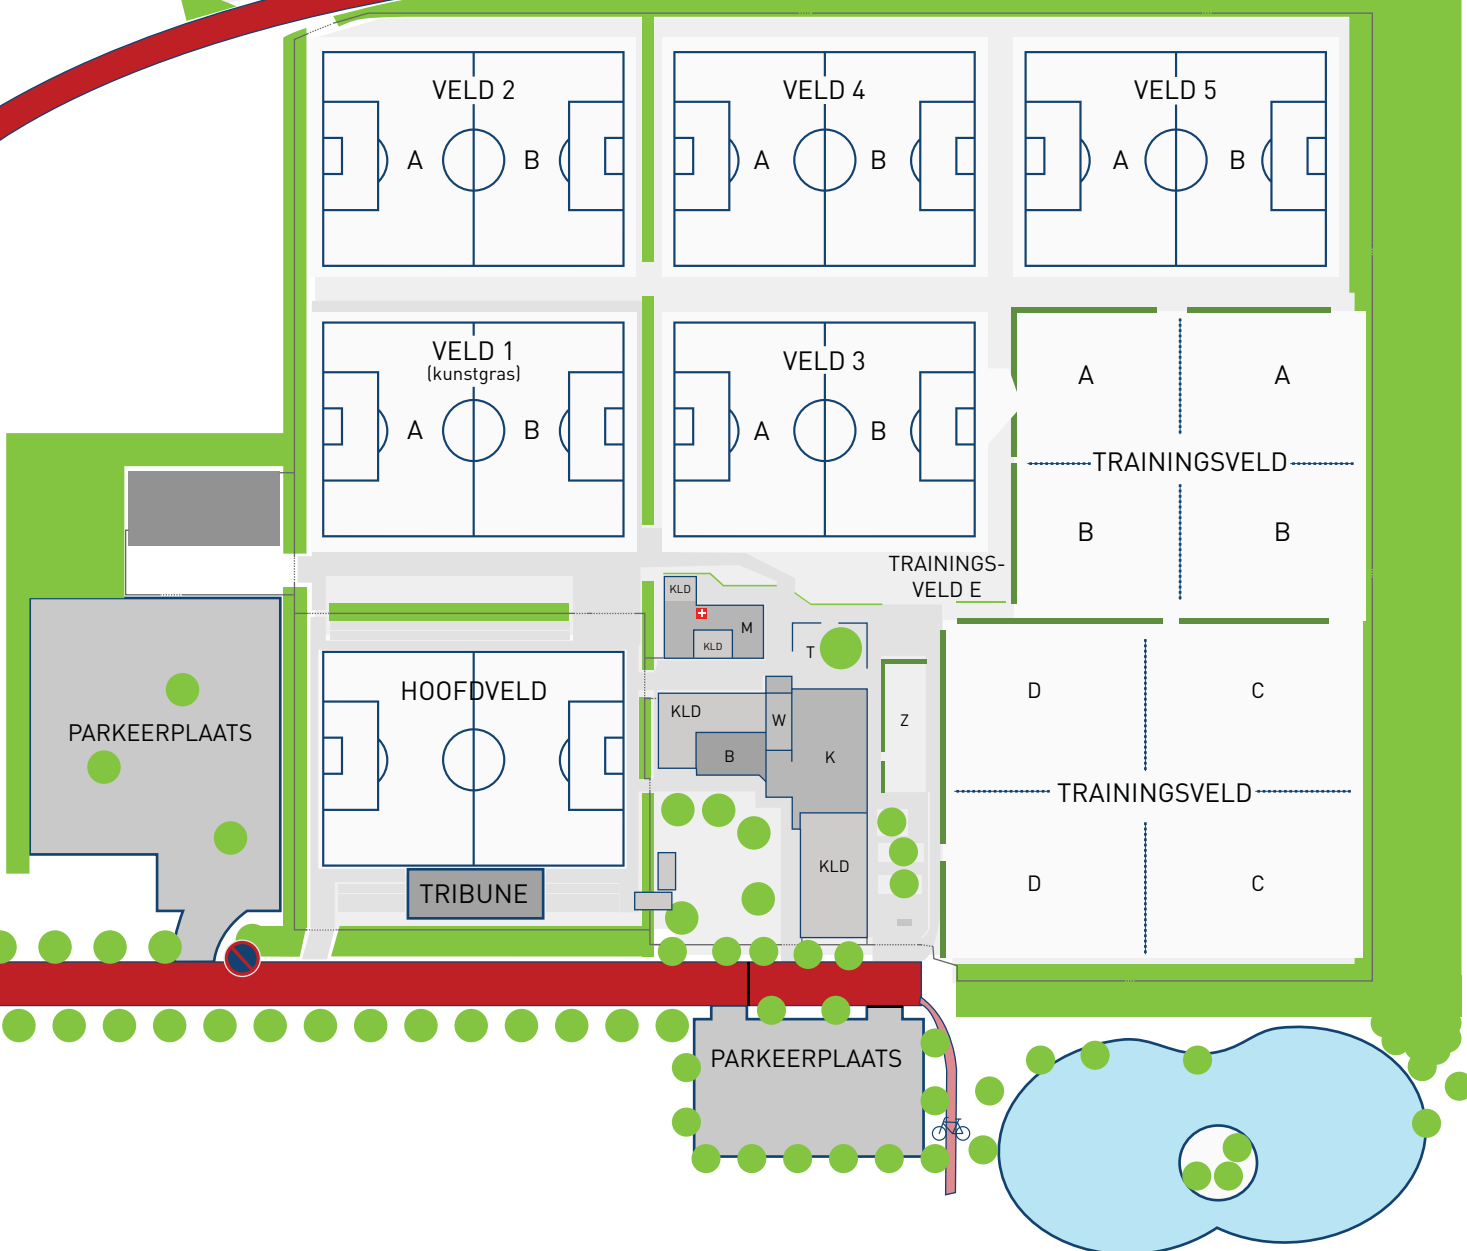 VELD 2
A
B
VELD 4
A
B
VELD 5
A
B
VELD 1
(kunstgras)
A
B
VELD 3
A
B
A
A
TRAININGSVELD
B
B
TRAININGS-
VELD E
KLD
M
KLD
T
HOOFDVELD
KLD
W
B
K
Z
D
C
TRAININGSVELD
D
C
PARKEERPLAATS
KLD
TRIBUNE
PARKEERPLAATS